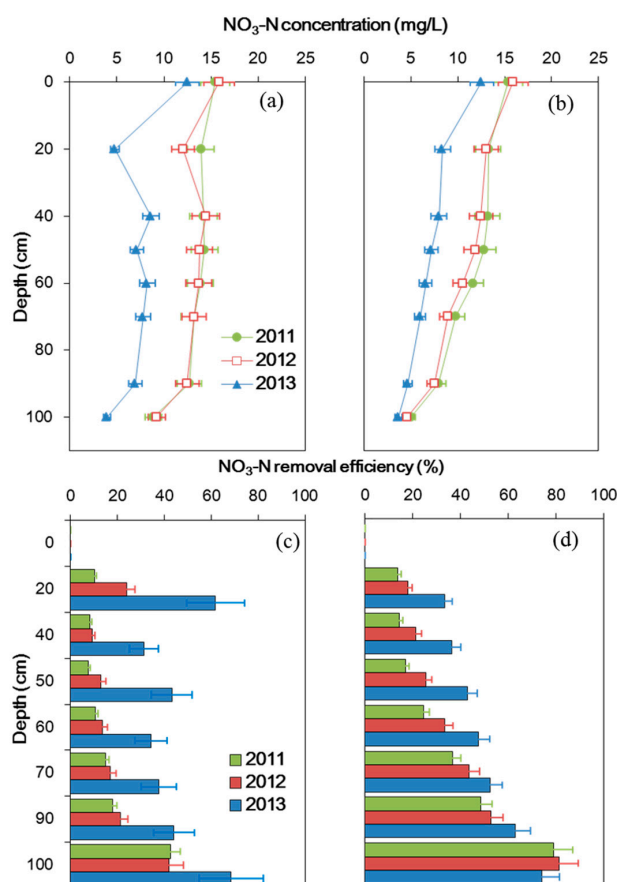 NO₃-N concentration (mg/L)
0 5 10 15 20 25 0 5 10 15 20 25
(a) (b)
Depth (cm)
0
20
40
60
80
100
2011
2012
2013
NO₃-N removal efficiency (%)
0 20 40 60 80 100 0 20 40 60 80 100
(c) (d)
Depth (cm)
0
20
40
50
60
70
90
100
2011
2012
2013